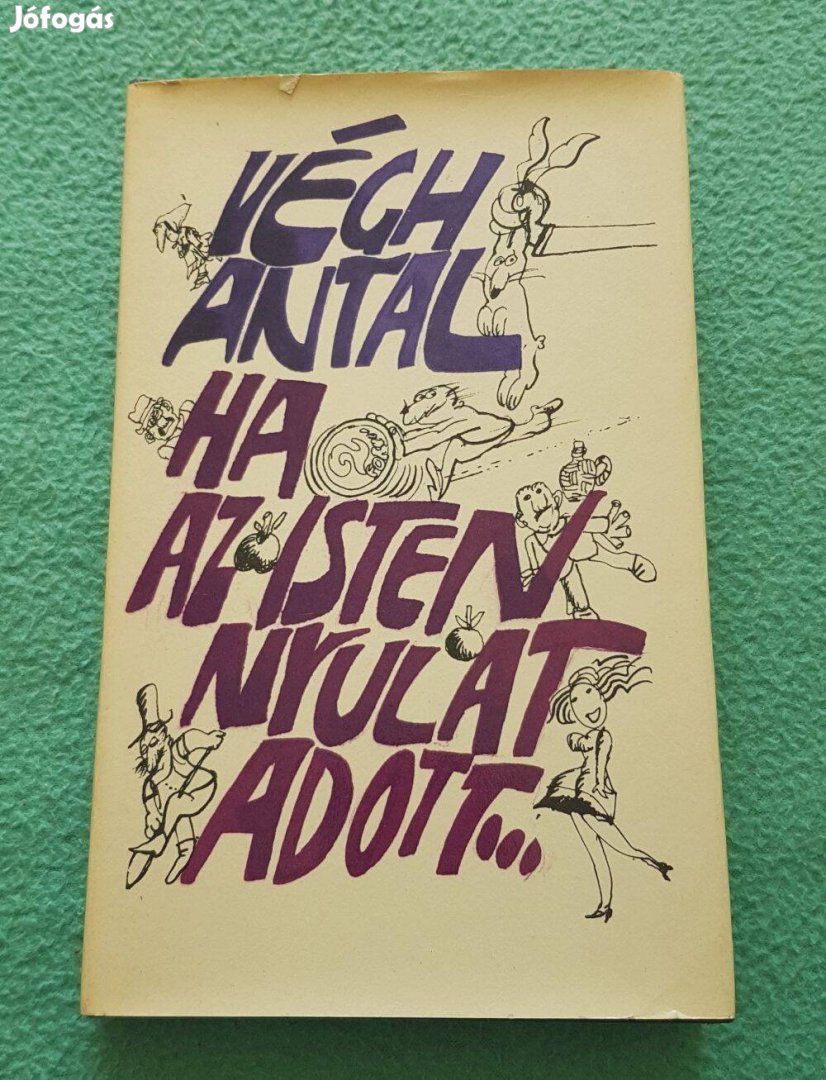 Jófogás
VÉGH
ANTAL
HA
AZ ISTEN
NYULAT
ADOTT...